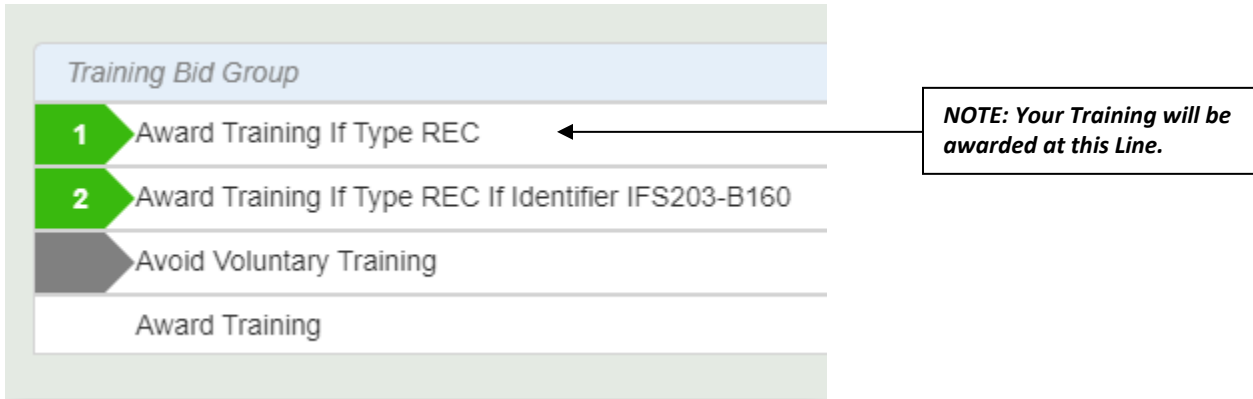 Training Bid Group
1 Award Training If Type REC
NOTE: Your Training will be
awarded at this Line.
2 Award Training If Type REC If Identifier IFS203-B160
Avoid Voluntary Training
Award Training